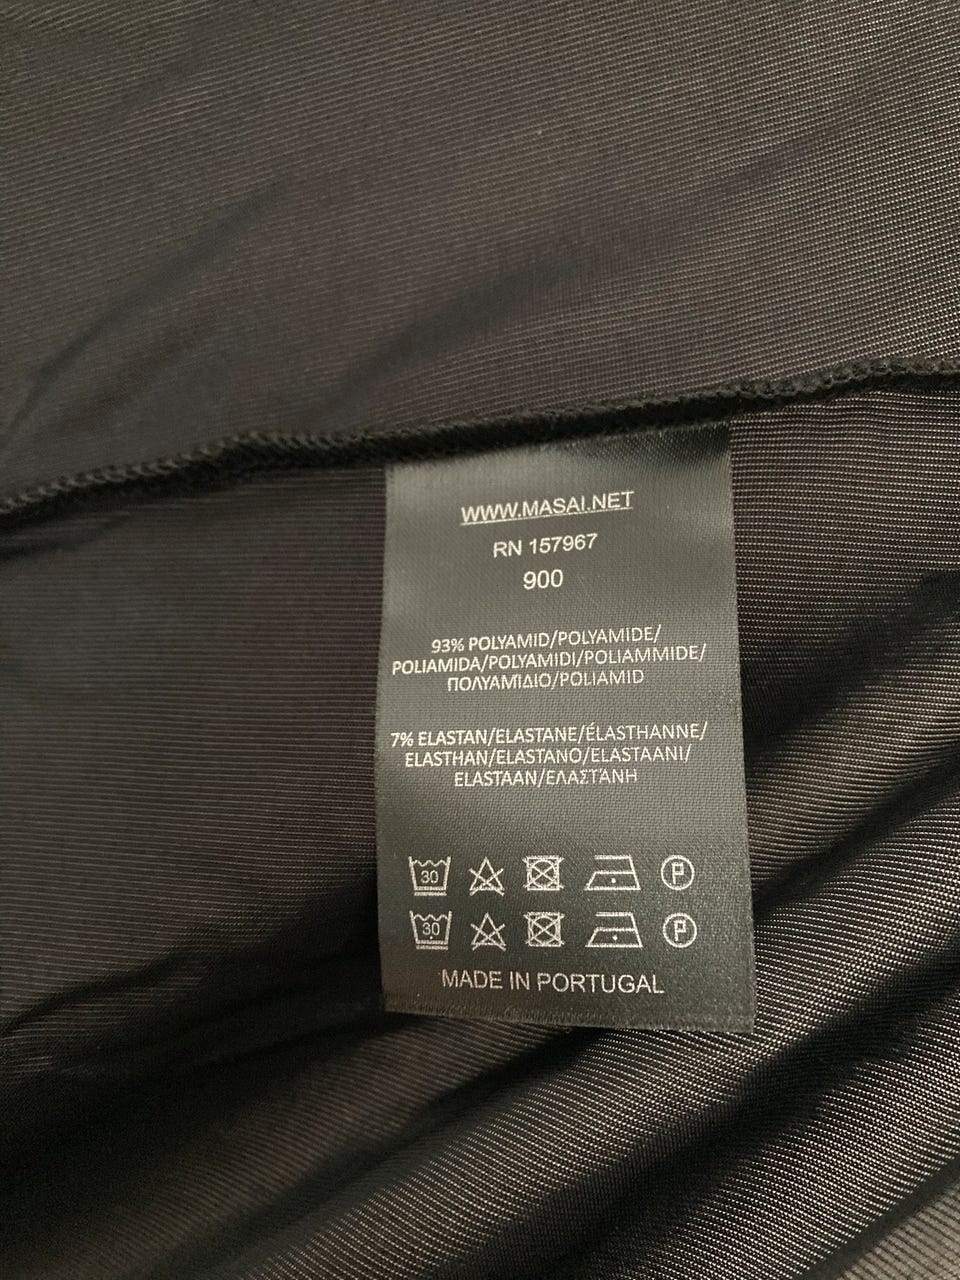 WWW.MASAI.NET
RN 157967
900
93% POLYAMID/POLYAMIDE/
POLIAMIDA/POLYAMIDI/POLIAMMIDE/
ΠΟΛΥΑΜΙΔΙΟ/POLIAMID
7% ELASTAN/ELASTANE/ÉLASTHANNE/
ELASTHAN/ELASTANO/ELASTAANI/
ELASTAAN/ΕΛΑΣΤΆΝΗ
30 P
30 P
MADE IN PORTUGAL